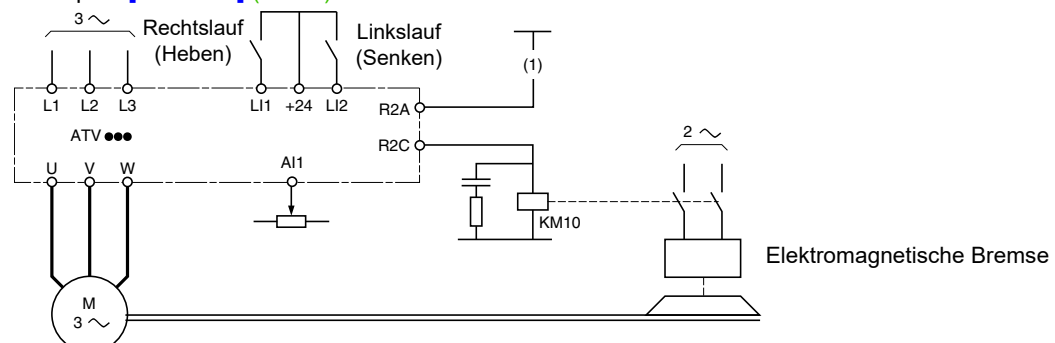 3 ∼
Rechtslauf
(Heben)
Linkslauf
(Senken)
(1)
L1 L2 L3 LI1 +24 LI2
R2A
ATV ●●●
R2C
2 ∼
U V W
AI1
KM10
Elektromagnetische Bremse
M
3 ∼